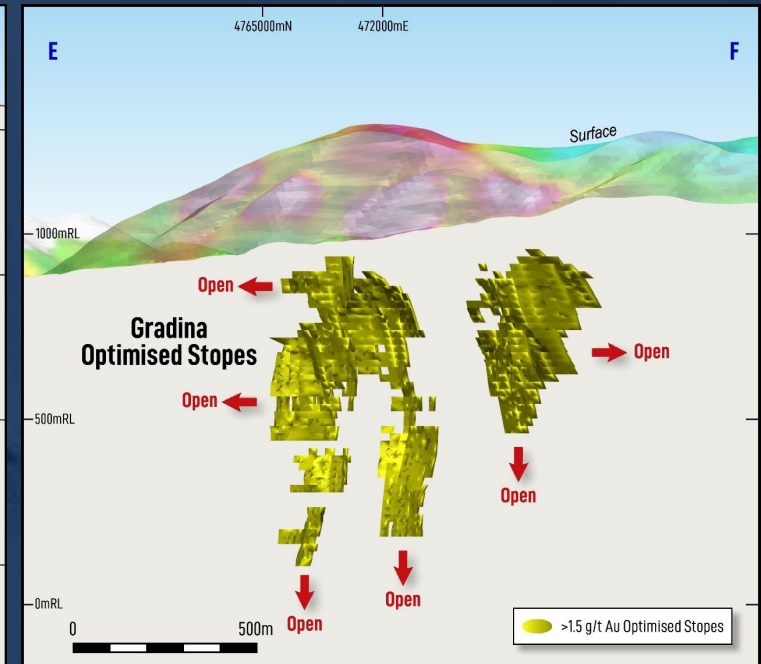 4765000mN
472000mE
E
F
Surface
1000mRL
Open
Gradina
Optimised Stopes
Open
Open
500mRL
Open
Open
Open
0mRL
Open
0
500m
>1.5 g/t Au Optimised Stopes